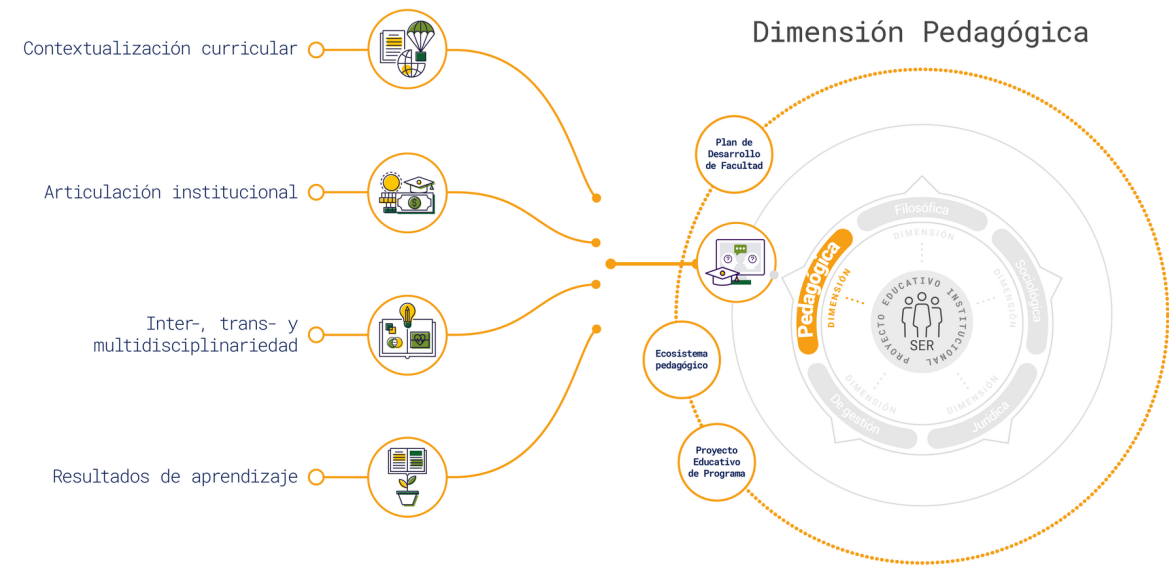 Dimensión Pedagógica
Contextualización curricular
Articulación institucional
Inter-, trans- y
multidisciplinariedad
Resultados de aprendizaje
Plan de
Desarrollo
de Facultad
Ecosistema
pedagógico
Proyecto
Educativo
de Programa
Filosófica
DIMENSIÓN
Pedagógica
DIMENSIÓN
Sociológica
DIMENSIÓN
De gestión
DIMENSIÓN
Jurídica
DIMENSIÓN
PROYECTO EDUCATIVO INSTITUCIONAL
SER